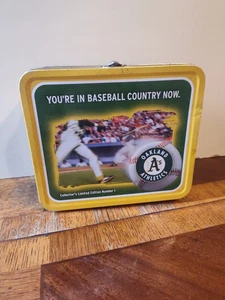 YOU'RE IN BASEBALL COUNTRY NOW.
OAKLAND
A's
ATHLETICS
Collector's Limited Edition Number 1